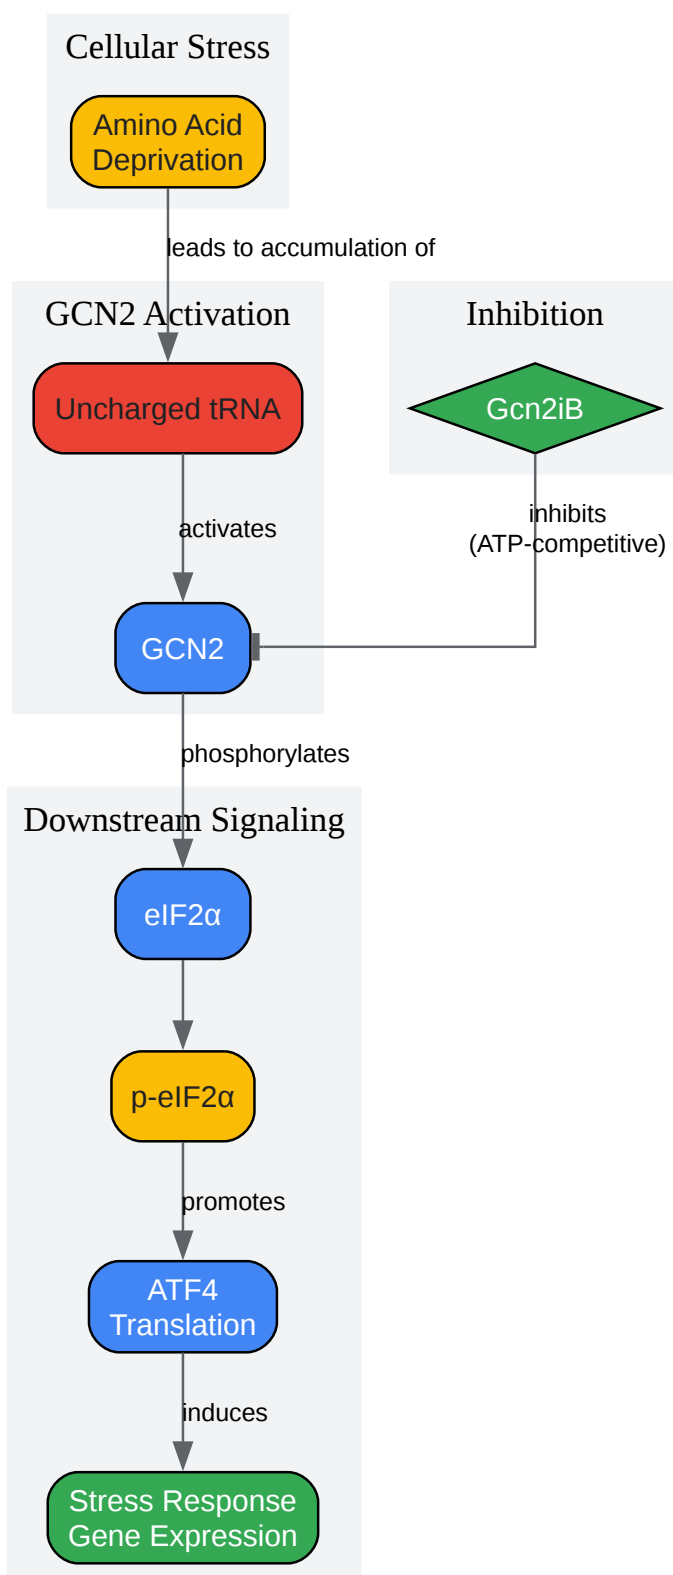 Cellular Stress
Amino Acid
Deprivation
leads to accumulation of
GCN2 Activation
Inhibition
Uncharged tRNA
Gcn2iB
activates
inhibits
(ATP-competitive)
GCN2
phosphorylates
Downstream Signaling
eIF2α
p-eIF2α
promotes
ATF4
Translation
induces
Stress Response
Gene Expression